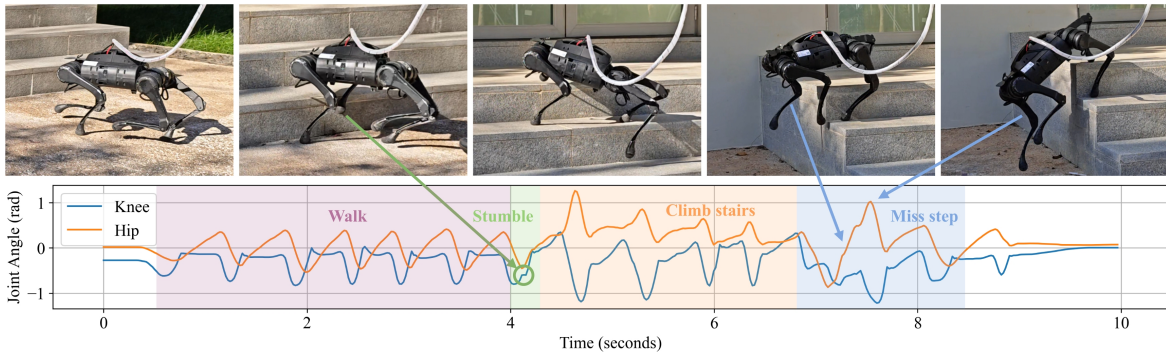 Walk
Stumble
Climb stairs
Miss step
Knee
Hip
Joint Angle (rad)
1
0
−1
0
2
4
6
8
10
Time (seconds)